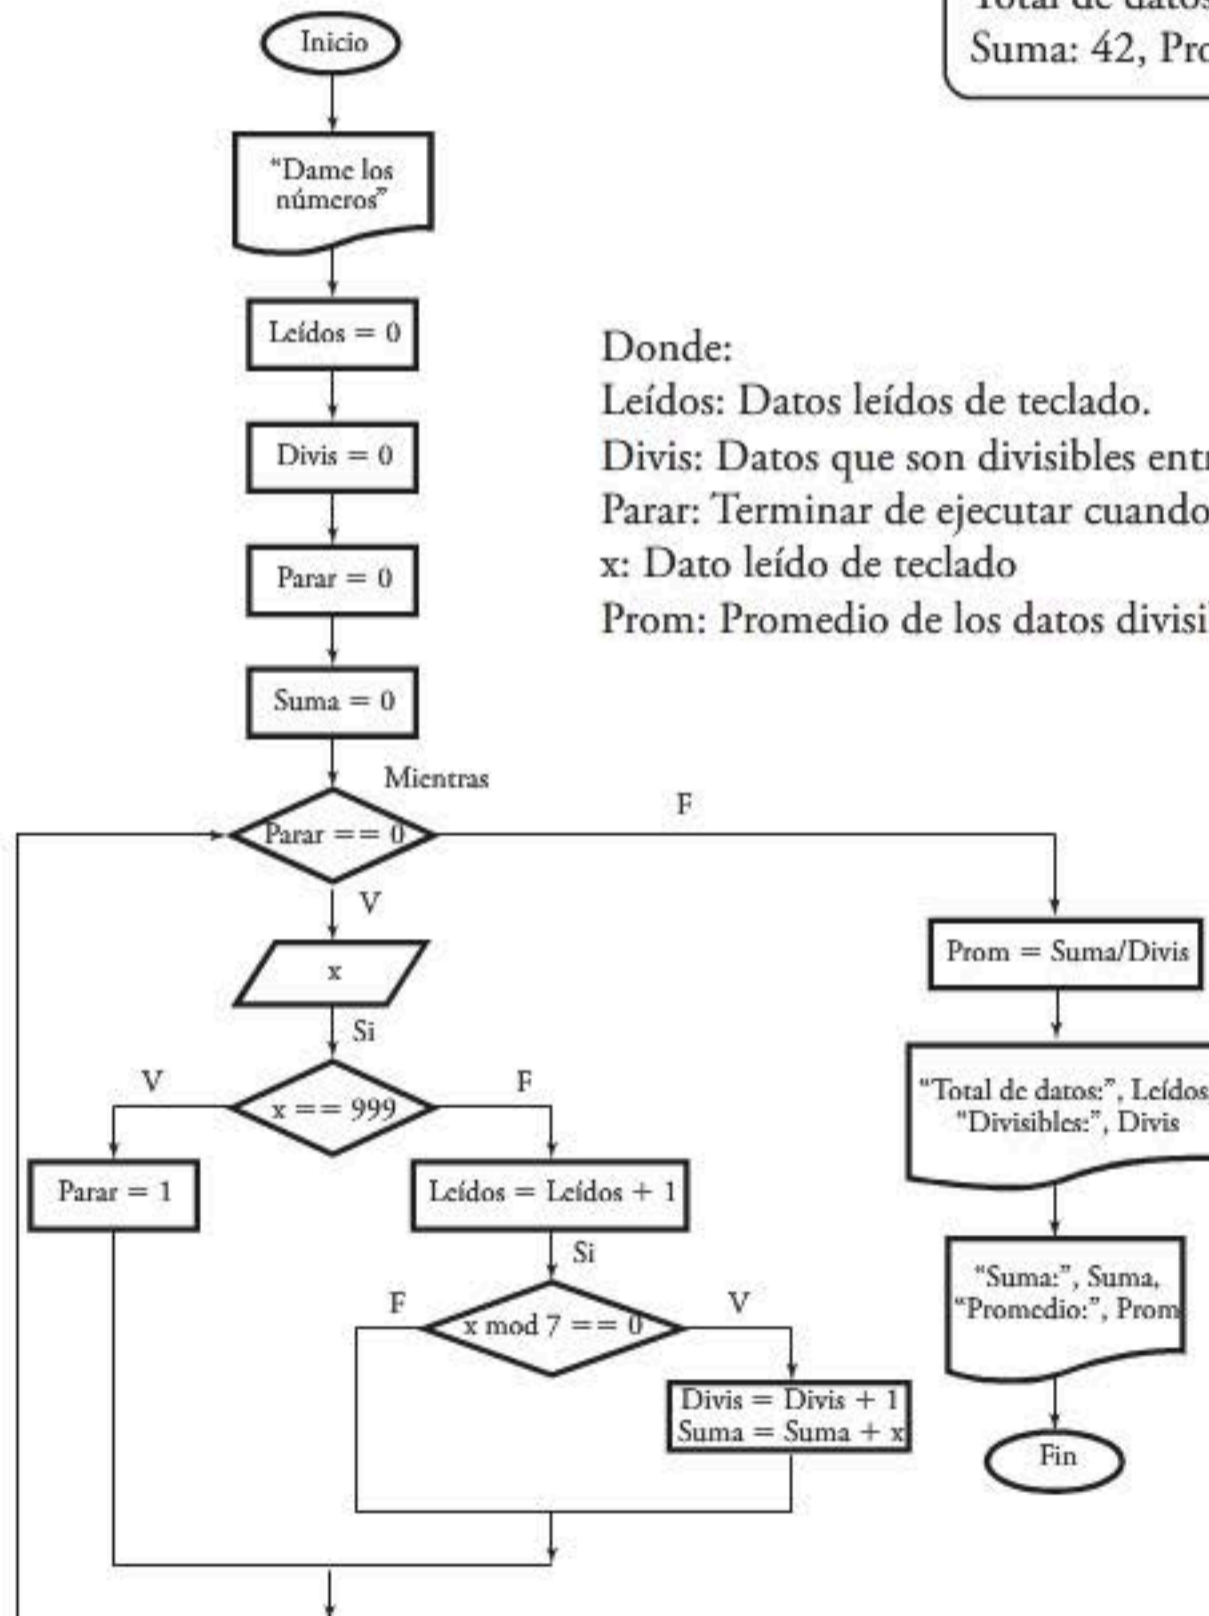 Total de datos
Suma: 42,
Inicio
“Dame los
números”
Leídos = 0
Divis = 0
Parar = 0
Suma = 0
Donde:
Leídos: Datos leídos de teclado.
Divis: Datos que son divisibles
Parar: Terminar de ejecutar cuando
x: Dato leído de teclado
Prom: Promedio de los datos
Mientras
Parar == 0
F
V
x
Si
x == 999
V
F
Parar = 1
Leídos = Leídos + 1
Si
x mod 7 == 0
F
V
Divis = Divis + 1
Suma = Suma + x
Prom = Suma/Divis
“Total de datos:”, Leídos
“Divisibles:”, Divis
“Suma:”, Suma,
“Promedio:”, Prom
Fin